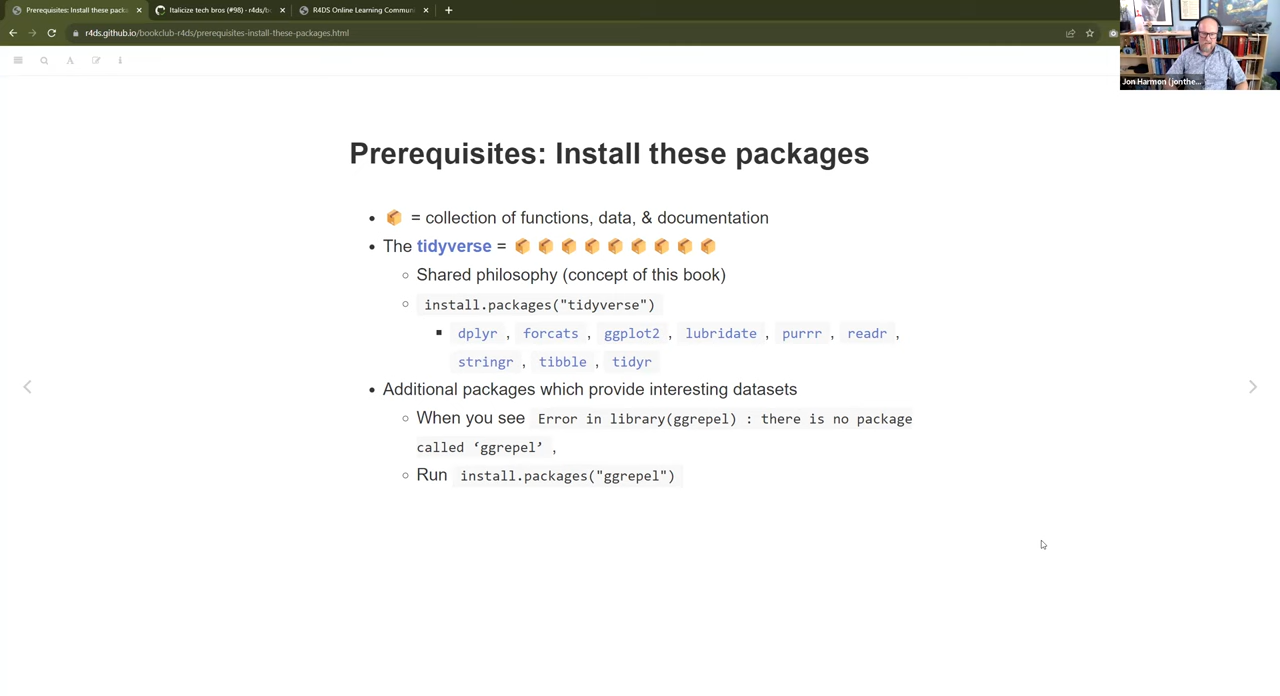 Prerequisites: Install these packa
Italicize tech bros (#98) · r4ds/bo
R4DS Online Learning Commun
r4ds.github.io/bookclub-r4ds/prerequisites-install-these-packages.html
Jon Harmon (jonthe...
Prerequisites: Install these packages
• 📦 = collection of functions, data, & documentation
• The tidyverse = 📦 📦 📦 📦 📦 📦 📦 📦 📦
○ Shared philosophy (concept of this book)
○ install.packages("tidyverse")
▪ dplyr , forcats , ggplot2 , lubridate , purrr , readr ,
stringr , tibble , tidyr
• Additional packages which provide interesting datasets
○ When you see Error in library(ggrepel) : there is no package
called ‘ggrepel’ ,
○ Run install.packages("ggrepel")